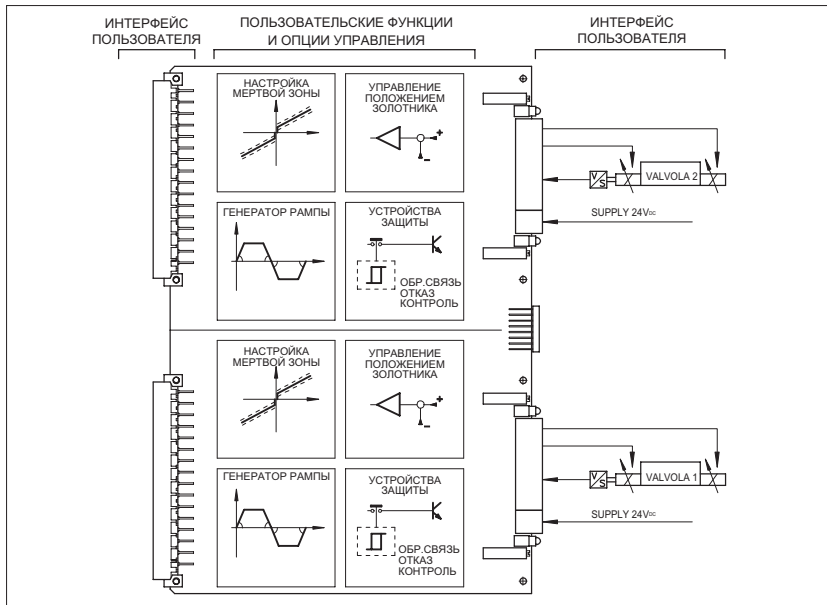 ИНТЕРФЕЙС
ПОЛЬЗОВАТЕЛЯ
ПОЛЬЗОВАТЕЛЬСКИЕ ФУНКЦИИ
И ОПЦИИ УПРАВЛЕНИЯ
ИНТЕРФЕЙС
ПОЛЬЗОВАТЕЛЯ
НАСТРОЙКА
МЕРТВОЙ ЗОНЫ
УПРАВЛЕНИЕ
ПОЛОЖЕНИЕМ
ЗОЛОТНИКА
+
–
V/S
VALVOLA 2
SUPPLY 24VDC
ГЕНЕРАТОР РАМПЫ
УСТРОЙСТВА
ЗАЩИТЫ
ОБР.СВЯЗЬ
ОТКАЗ
КОНТРОЛЬ
НАСТРОЙКА
МЕРТВОЙ ЗОНЫ
УПРАВЛЕНИЕ
ПОЛОЖЕНИЕМ
ЗОЛОТНИКА
+
–
V/S
VALVOLA 1
SUPPLY 24VDC
ГЕНЕРАТОР РАМПЫ
УСТРОЙСТВА
ЗАЩИТЫ
ОБР.СВЯЗЬ
ОТКАЗ
КОНТРОЛЬ